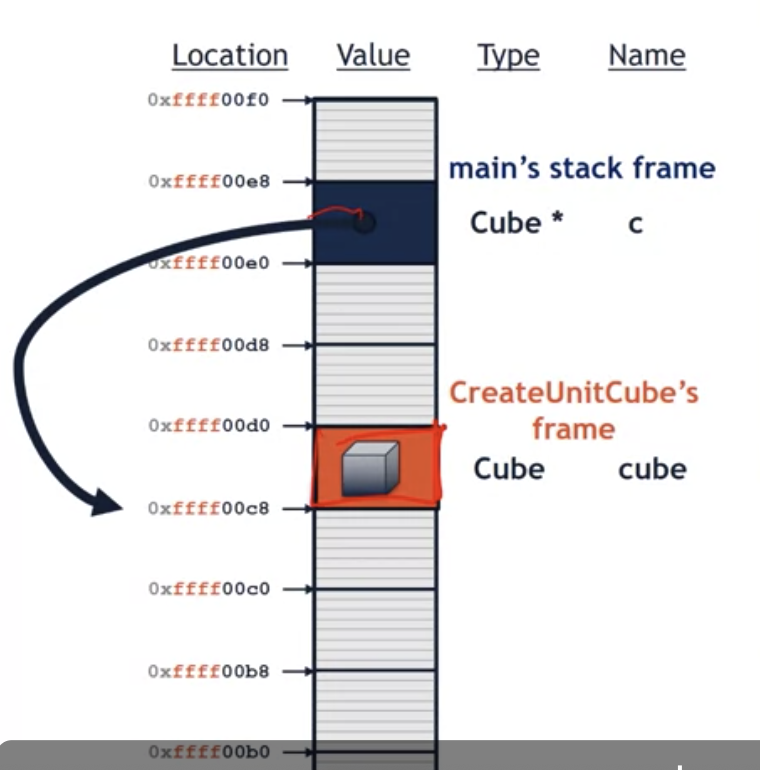 Location Value Type Name
0xffff00f0
main's stack frame
0xffff00e8
Cube * c
0xffff00e0
0xffff00d8
CreateUnitCube's
0xffff00d0
frame
Cube cube
0xffff00c8
0xffff00c0
0xffff00b8
0xffff00b0